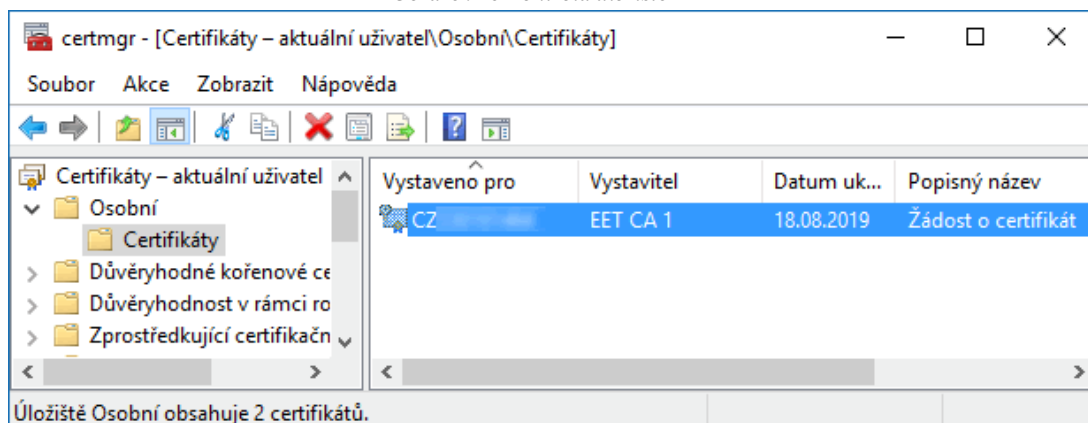 certmgr - [Certifikáty – aktuální uživatel\Osobní\Certifikáty]
Soubor Akce Zobrazit Nápověda
Certifikáty – aktuální uživatel
Osobní
Certifikáty
Důvěryhodné kořenové ce
Důvěryhodnost v rámci ro
Zprostředkující certifikačn
Vystaveno pro Vystavitel Datum uk... Popisný název
CZ EET CA 1 18.08.2019 Žádost o certifikát
Úložiště Osobní obsahuje 2 certifikátů.